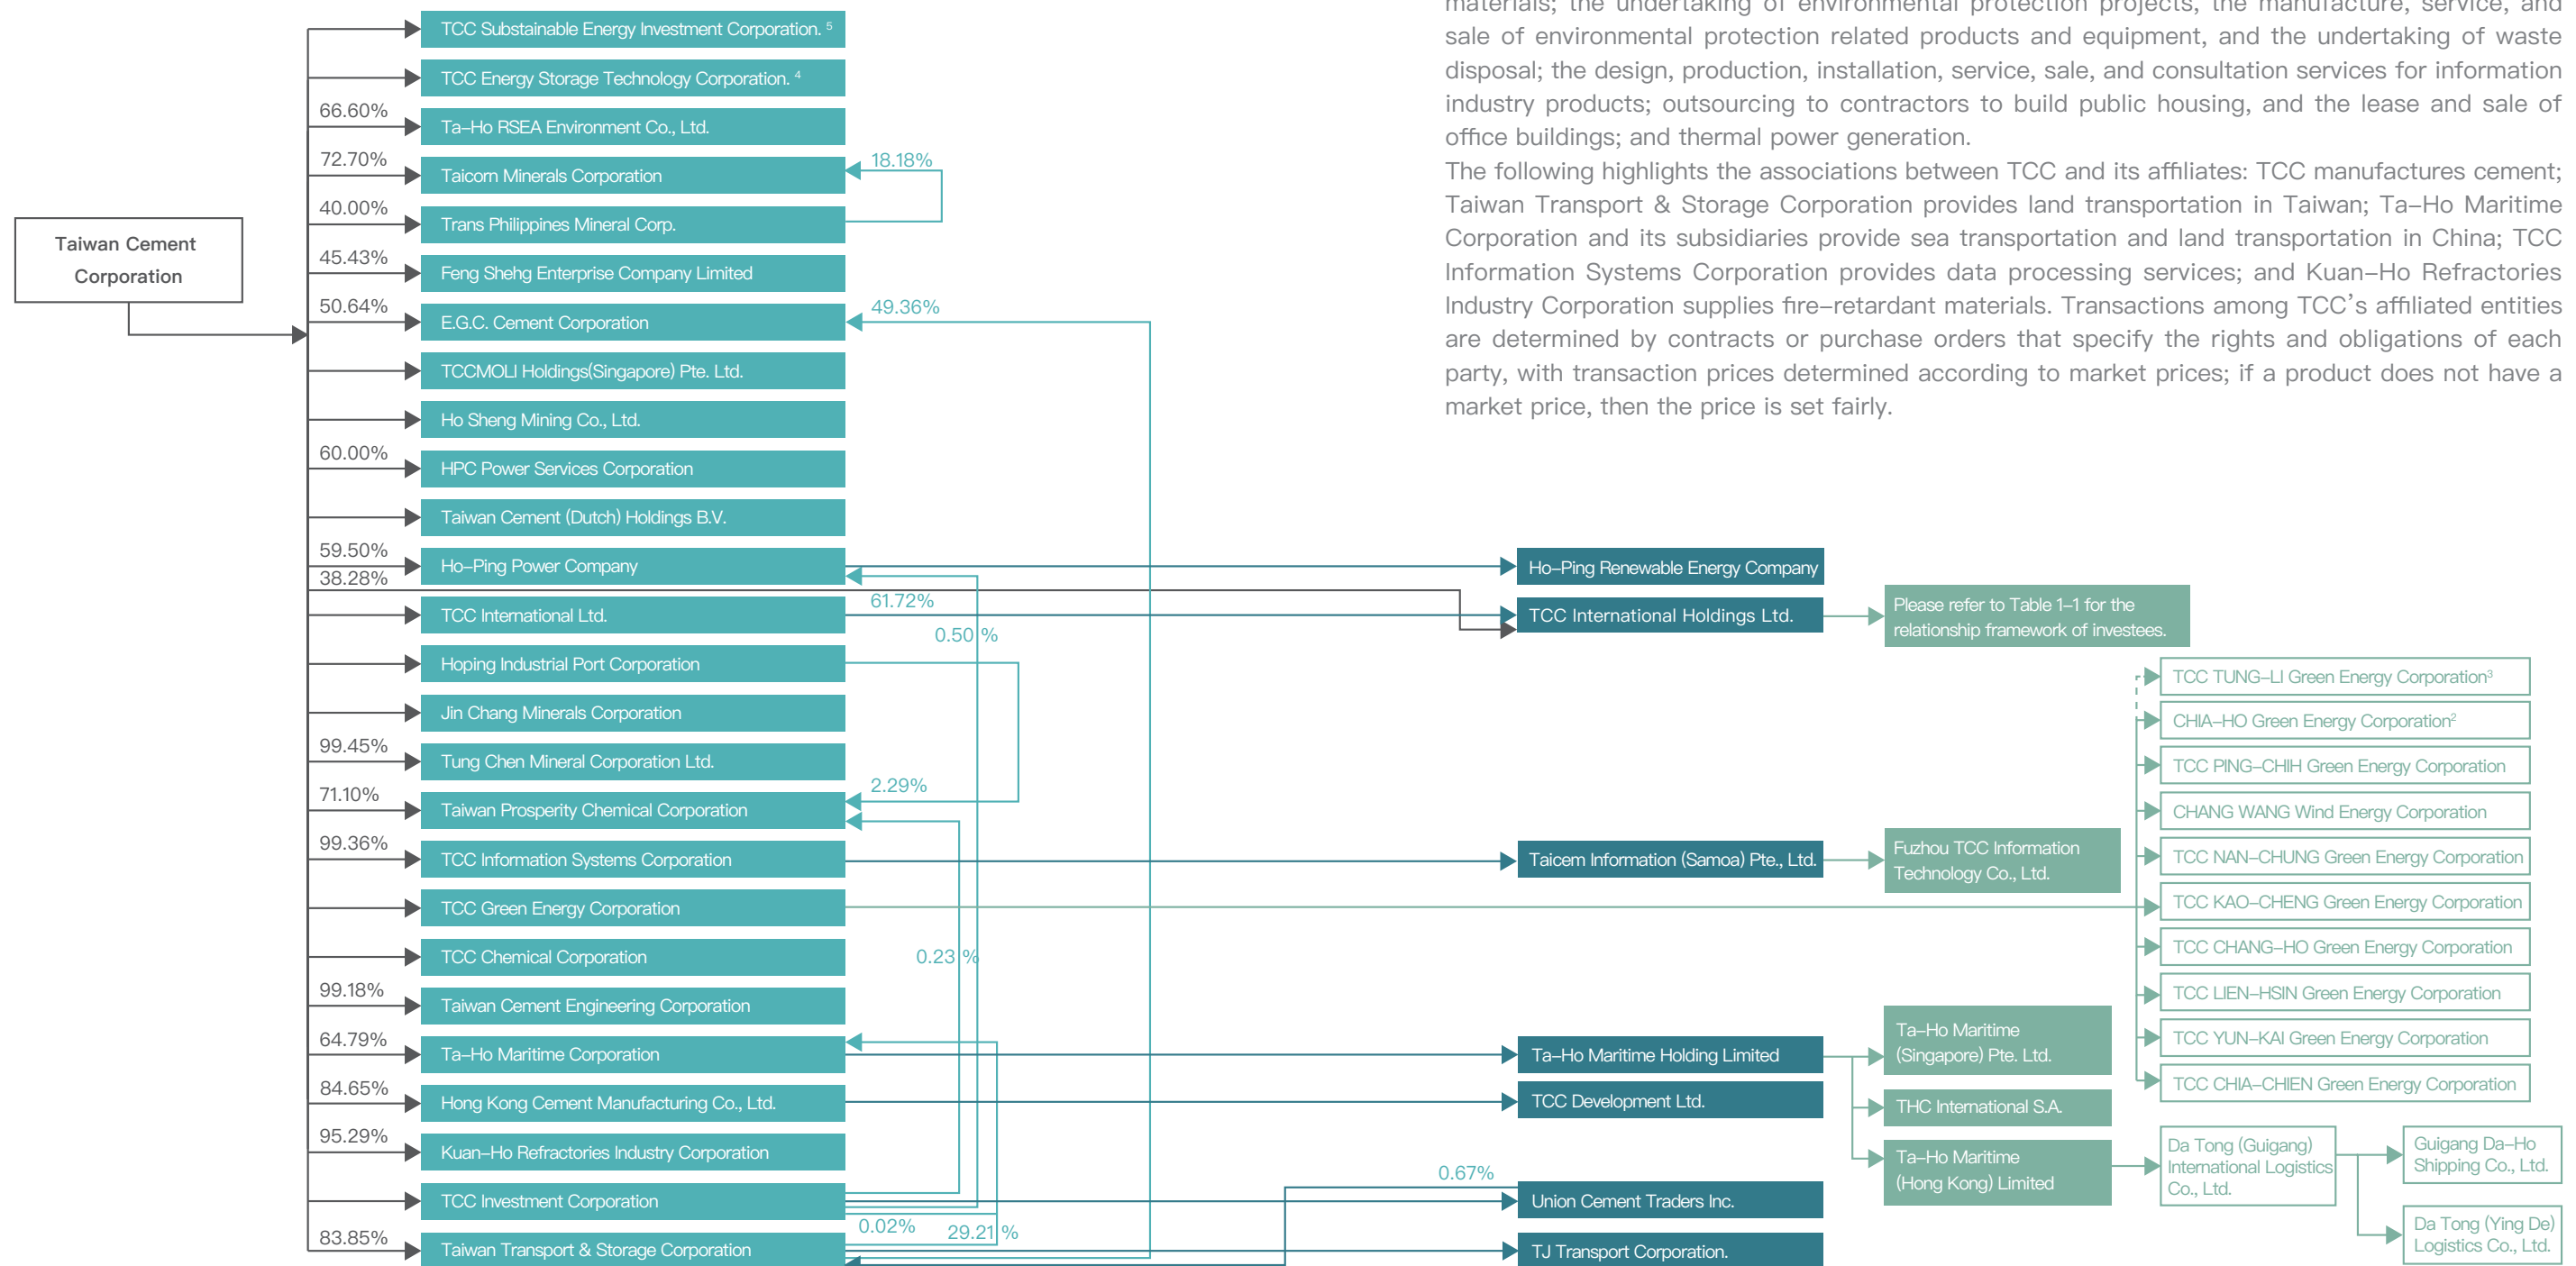 materials; the undertaking of environmental protection projects, the manufacture, service, and
sale of environmental protection related products and equipment, and the undertaking of waste
disposal; the design, production, installation, service, sale, and consultation services for information
industry products; outsourcing to contractors to build public housing, and the lease and sale of
office buildings; and thermal power generation.
The following highlights the associations between TCC and its affiliates: TCC manufactures cement;
Taiwan Transport & Storage Corporation provides land transportation in Taiwan; Ta-Ho Maritime
Corporation and its subsidiaries provide sea transportation and land transportation in China; TCC
Information Systems Corporation provides data processing services; and Kuan-Ho Refractories
Industry Corporation supplies fire-retardant materials. Transactions among TCC's affiliated entities
are determined by contracts or purchase orders that specify the rights and obligations of each
party, with transaction prices determined according to market prices; if a product does not have a
market price, then the price is set fairly.
Taiwan Cement
Corporation
TCC Substainable Energy Investment Corporation. 5
TCC Energy Storage Technology Corporation. 4
66.60%
Ta-Ho RSEA Environment Co., Ltd.
72.70%
Taicorn Minerals Corporation
18.18%
40.00%
Trans Philippines Mineral Corp.
45.43%
Feng Shehg Enterprise Company Limited
50.64%
E.G.C. Cement Corporation
49.36%
TCCMOLI Holdings(Singapore) Pte. Ltd.
Ho Sheng Mining Co., Ltd.
60.00%
HPC Power Services Corporation
Taiwan Cement (Dutch) Holdings B.V.
59.50%
Ho-Ping Power Company
38.28%
Ho-Ping Renewable Energy Company
TCC International Ltd.
61.72%
TCC International Holdings Ltd.
Please refer to Table 1-1 for the
relationship framework of investees.
0.50 %
Hoping Industrial Port Corporation
Jin Chang Minerals Corporation
99.45%
Tung Chen Mineral Corporation Ltd.
71.10%
Taiwan Prosperity Chemical Corporation
2.29%
99.36%
TCC Information Systems Corporation
Taicem Information (Samoa) Pte., Ltd.
Fuzhou TCC Information
Technology Co., Ltd.
TCC Green Energy Corporation
TCC TUNG-LI Green Energy Corporation3
CHIA-HO Green Energy Corporation2
TCC PING-CHIH Green Energy Corporation
CHANG WANG Wind Energy Corporation
TCC NAN-CHUNG Green Energy Corporation
TCC KAO-CHENG Green Energy Corporation
TCC CHANG-HO Green Energy Corporation
TCC LIEN-HSIN Green Energy Corporation
TCC YUN-KAI Green Energy Corporation
TCC CHIA-CHIEN Green Energy Corporation
TCC Chemical Corporation
0.23 %
99.18%
Taiwan Cement Engineering Corporation
64.79%
Ta-Ho Maritime Corporation
Ta-Ho Maritime Holding Limited
Ta-Ho Maritime
(Singapore) Pte. Ltd.
THC International S.A.
Ta-Ho Maritime
(Hong Kong) Limited
Da Tong (Guigang)
International Logistics
Co., Ltd.
Guigang Da-Ho
Shipping Co., Ltd.
Da Tong (Ying De)
Logistics Co., Ltd.
84.65%
Hong Kong Cement Manufacturing Co., Ltd.
TCC Development Ltd.
95.29%
Kuan-Ho Refractories Industry Corporation
TCC Investment Corporation
0.67%
Union Cement Traders Inc.
0.02%
29.21 %
83.85%
Taiwan Transport & Storage Corporation
TJ Transport Corporation.